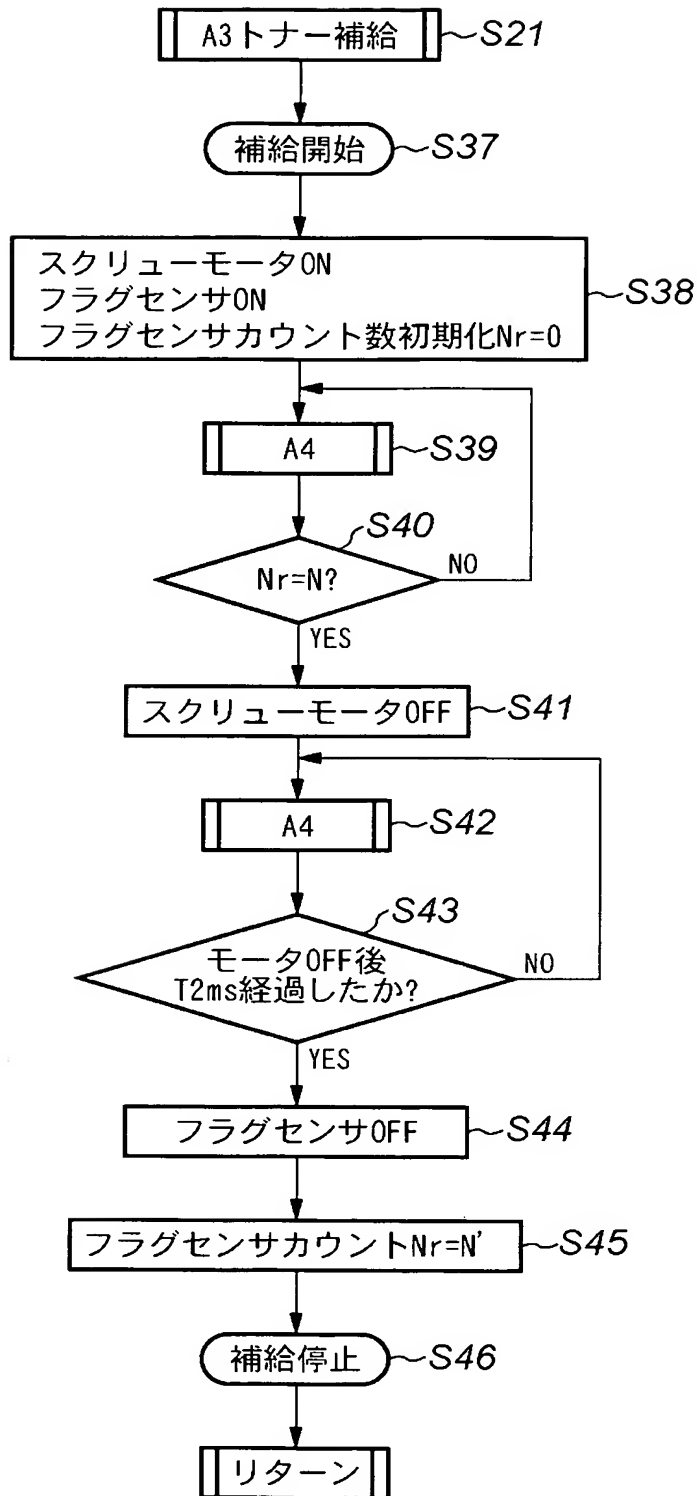 A3トナー補給
S21
補給開始
S37
スクリューモータON
フラグセンサON
フラグセンサカウント数初期化Nr=0
S38
A4
S39
S40
Nr=N?
NO
YES
スクリューモータOFF
S41
A4
S42
S43
モータOFF後
T2ms経過したか?
NO
YES
フラグセンサOFF
S44
フラグセンサカウントNr=N'
S45
補給停止
S46
リターン